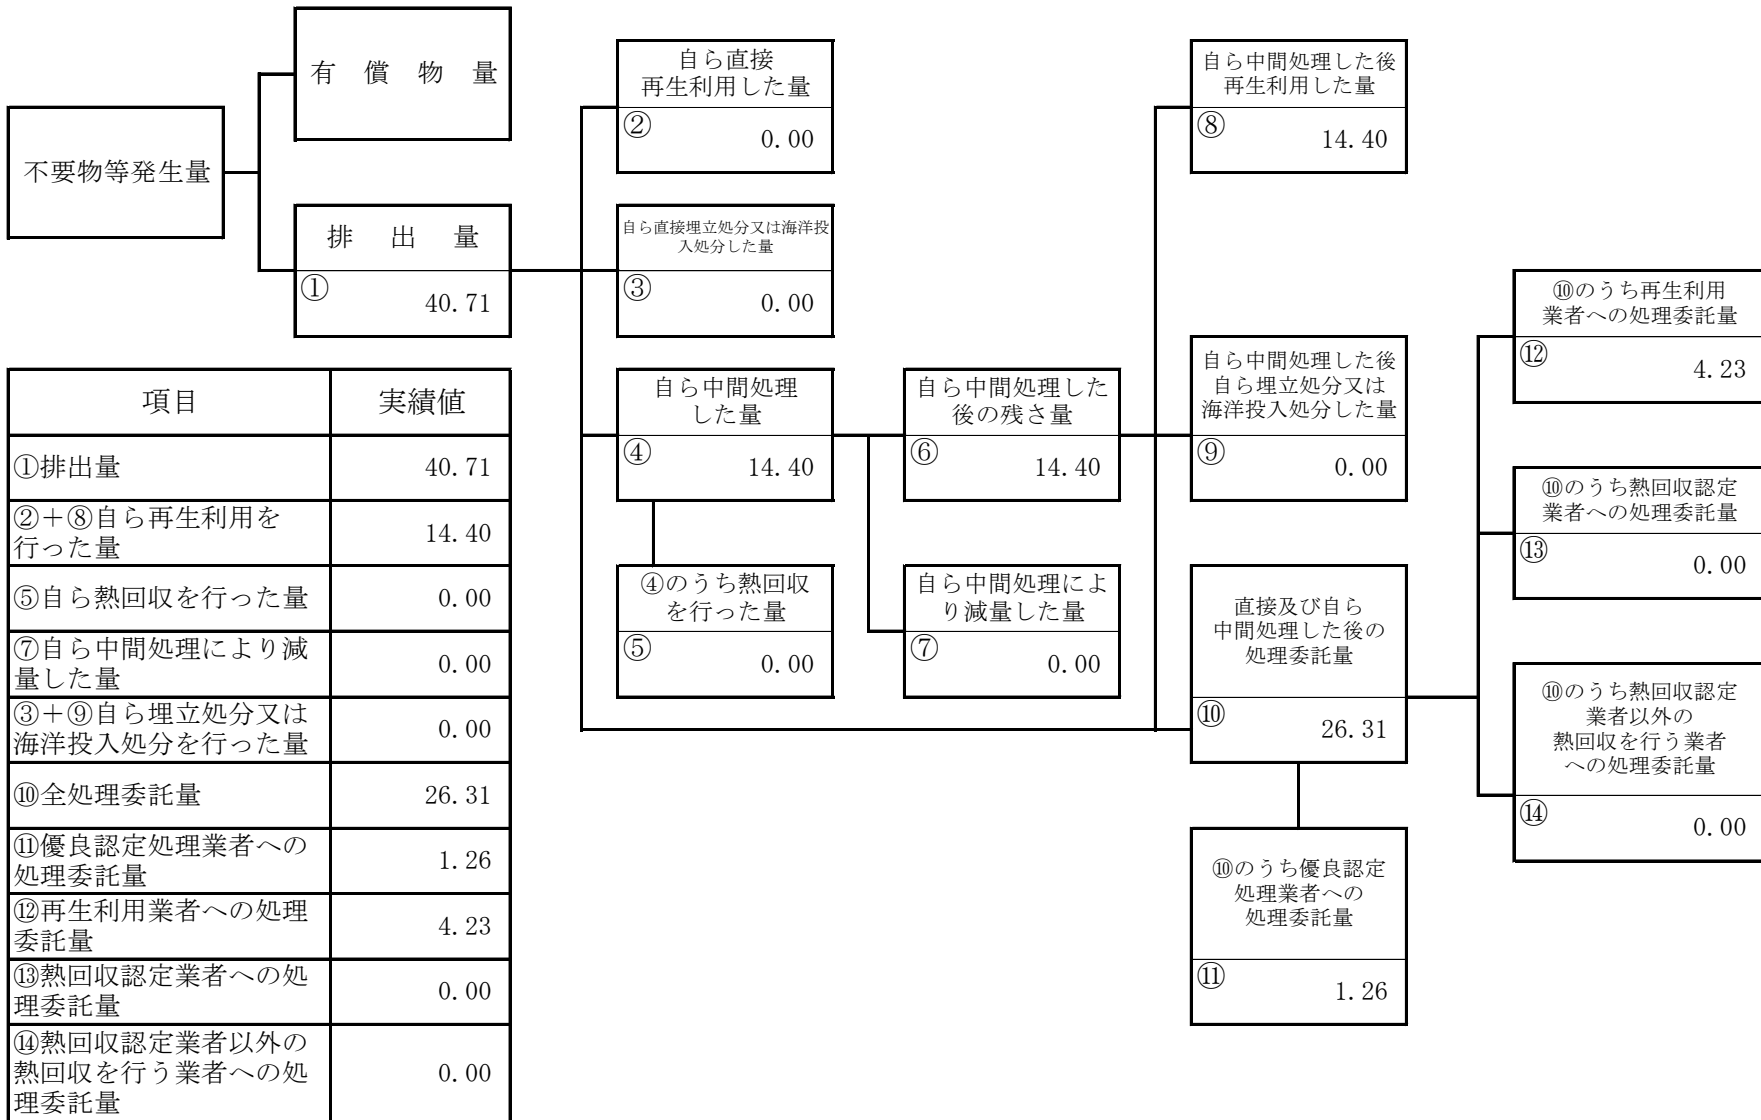 有 償 物 量
不要物等発生量
排 出 量
① 40.71
自ら直接
再生利用した量
② 0.00
自ら直接埋立処分又は海洋投
入処分した量
③ 0.00
自ら中間処理
した量
④ 14.40
④のうち熱回収
を行った量
⑤ 0.00
自ら中間処理した
後の残さ量
⑥ 14.40
自ら中間処理によ
り減量した量
⑦ 0.00
自ら中間処理した後
再生利用した量
⑧ 14.40
自ら中間処理した後
自ら埋立処分又は
海洋投入処分した量
⑨ 0.00
直接及び自ら
中間処理した後の
処理委託量
⑩ 26.31
⑩のうち優良認定
処理業者への
処理委託量
⑪ 1.26
⑩のうち再生利用
業者への処理委託量
⑫ 4.23
⑩のうち熱回収認定
業者への処理委託量
⑬ 0.00
⑩のうち熱回収認定
業者以外の
熱回収を行う業者
への処理委託量
⑭ 0.00
項目 実績値
①排出量 40.71
②+⑧自ら再生利用を
行った量 14.40
⑤自ら熱回収を行った量 0.00
⑦自ら中間処理により減
量した量 0.00
③+⑨自ら埋立処分又は
海洋投入処分を行った量 0.00
⑩全処理委託量 26.31
⑪優良認定処理業者への
処理委託量 1.26
⑫再生利用業者への処理
委託量 4.23
⑬熱回収認定業者への処
理委託量 0.00
⑭熱回収認定業者以外の
熱回収を行う業者への処
理委託量 0.00